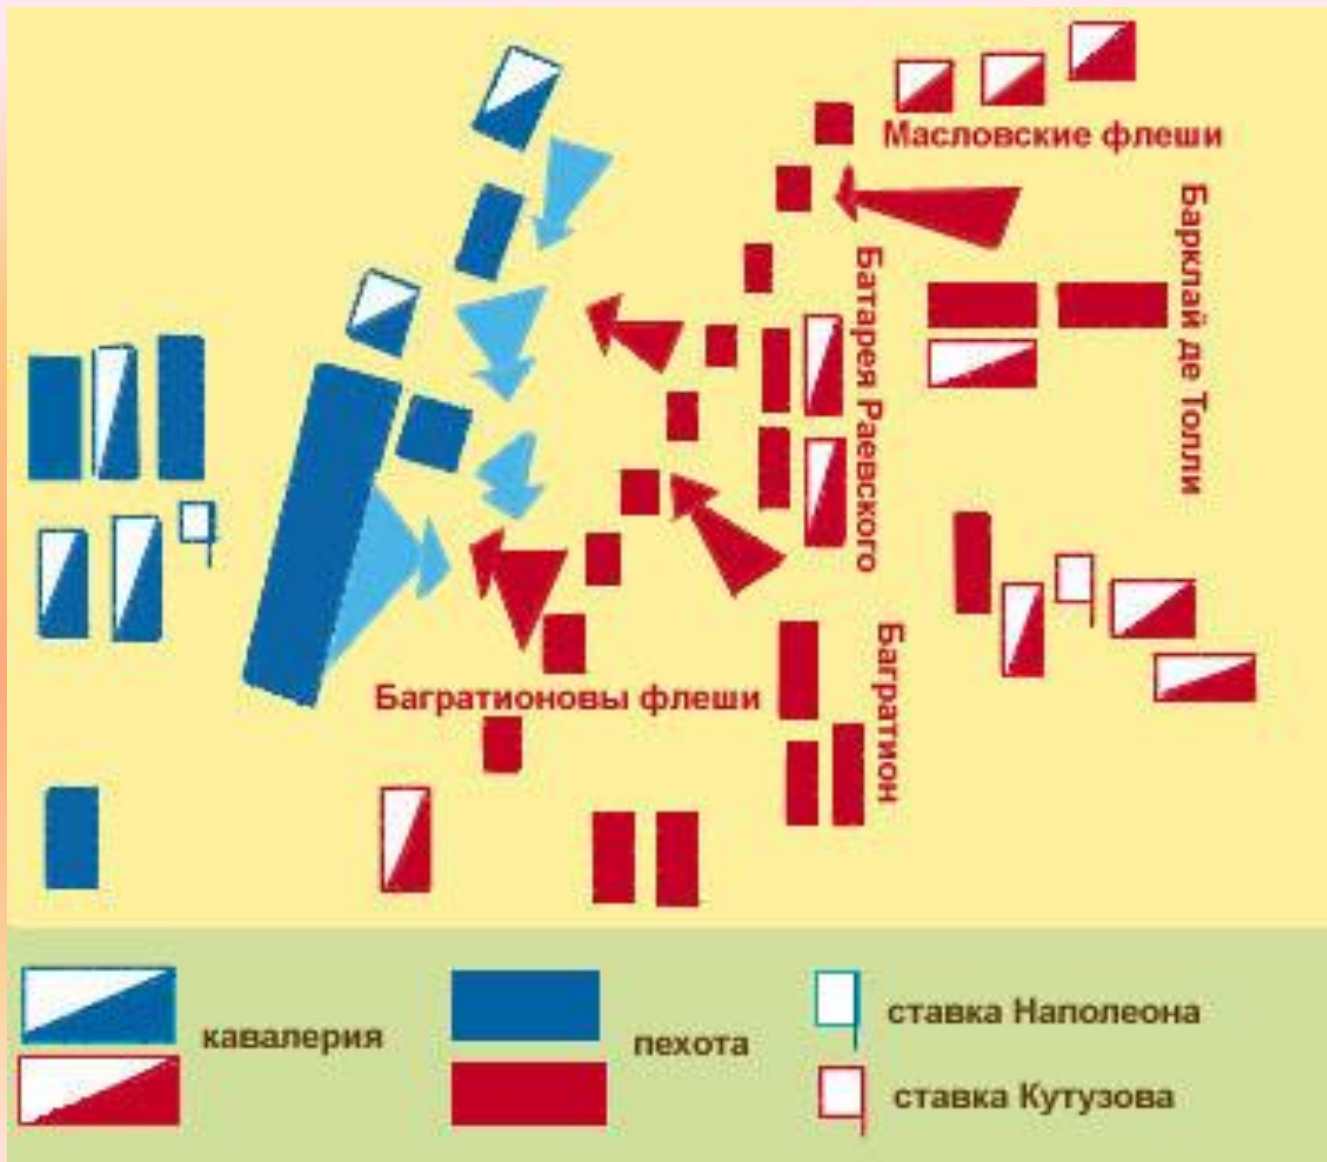 Масловские флеши
Барклай де Толли
Батарея Раевского
Багратион
Багратионовы флеши
кавалерия
пехота
ставка Наполеона
ставка Кутузова